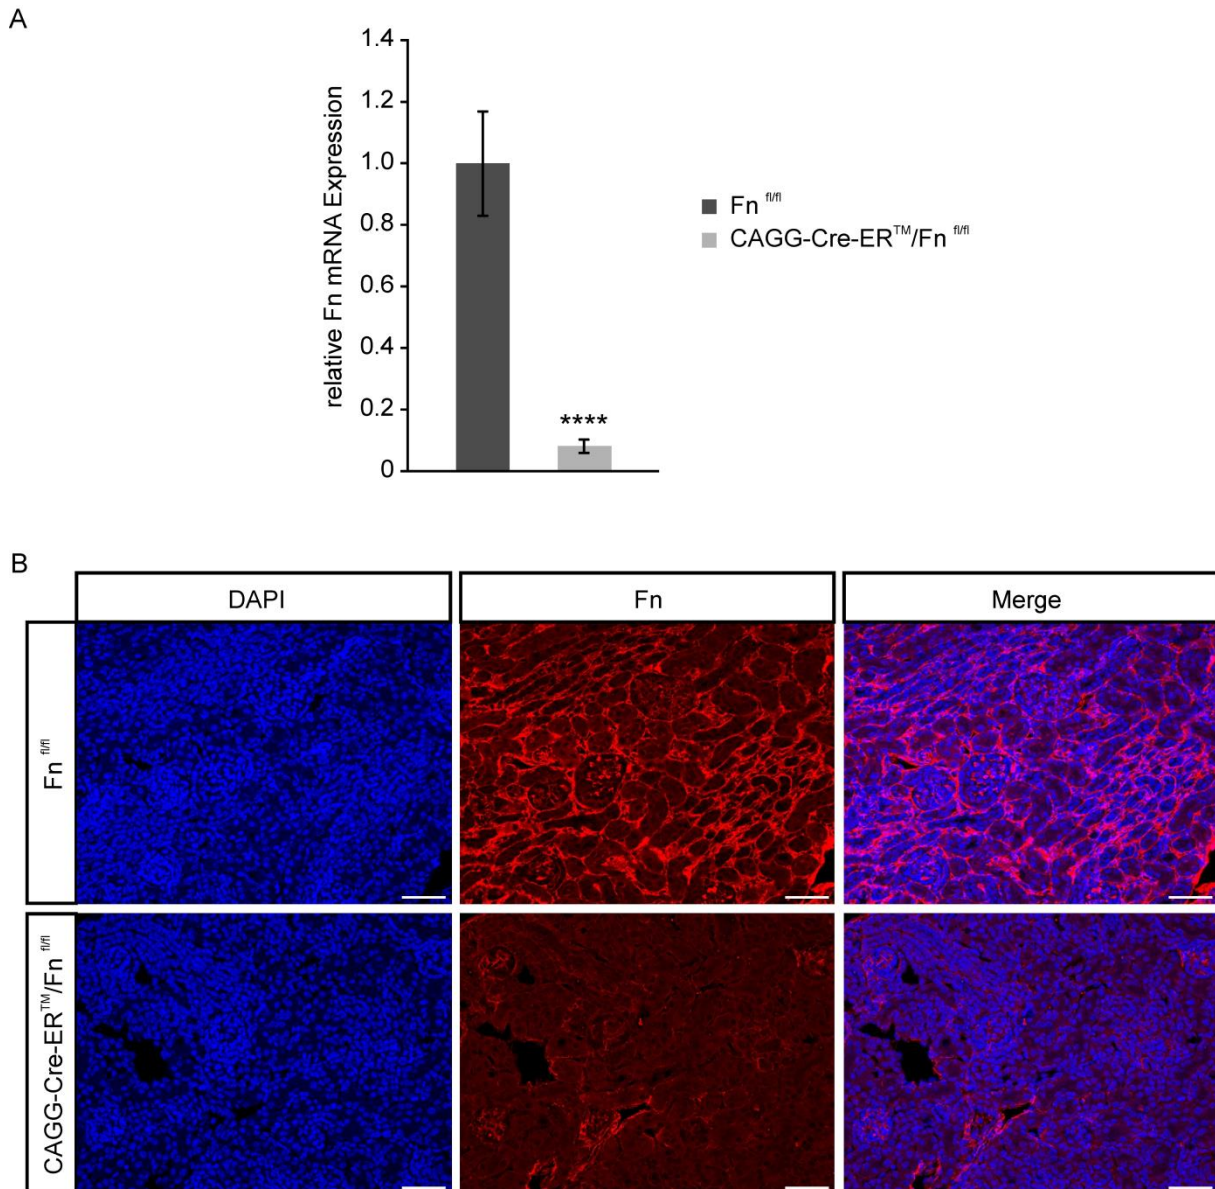 A
1.4
1.2
1.0
0.8
0.6
0.4
0.2
0
relative Fn mRNA Expression
****
Fn fl/fl
CAGG-Cre-ER™/Fn fl/fl
B
DAPI
Fn
Merge
Fn fl/fl
CAGG-Cre-ER™/Fn fl/fl